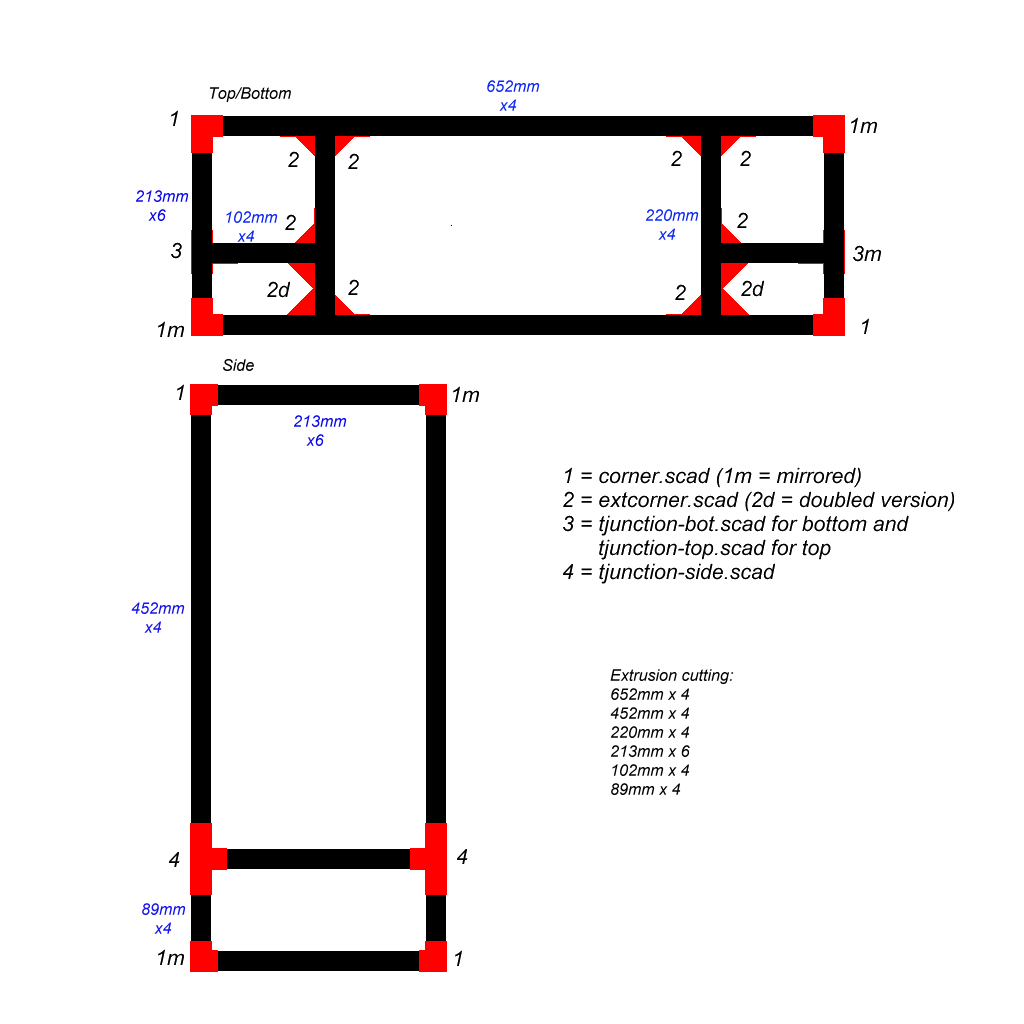 Top/Bottom
652mm
x4
1
1m
2
2
2
2
213mm
x6
102mm
x4
2
220mm
x4
2
3
3m
2d
2
2
2d
1m
1
Side
1
1m
213mm
x6
1 = corner.scad (1m = mirrored)
2 = extcorner.scad (2d = doubled version)
3 = tjunction-bot.scad for bottom and
tjunction-top.scad for top
4 = tjunction-side.scad
452mm
x4
Extrusion cutting:
652mm x 4
452mm x 4
220mm x 4
213mm x 6
102mm x 4
89mm x 4
4
4
89mm
x4
1m
1